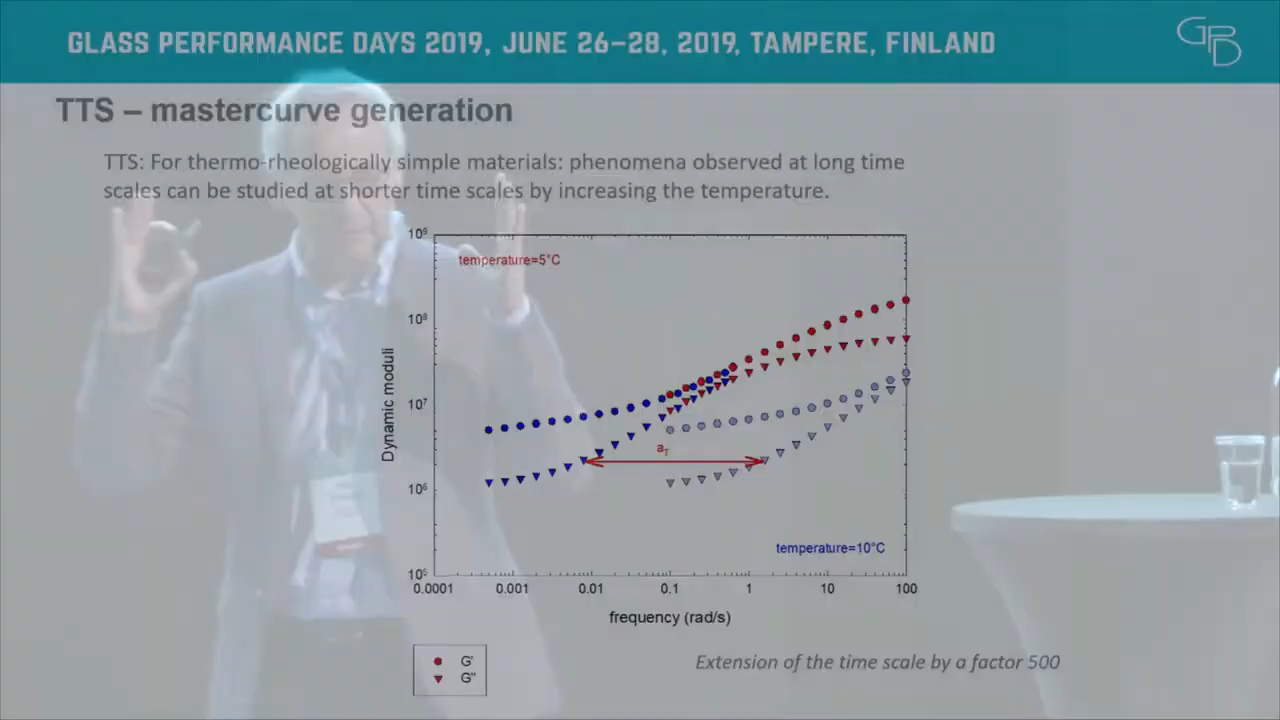 GLASS PERFORMANCE DAYS 2019, JUNE 26–28, 2019, TAMPERE, FINLAND
GPD
TTS – mastercurve generation
TTS: For thermo-rheologically simple materials: phenomena observed at long time
scales can be studied at shorter time scales by increasing the temperature.
10⁹
temperature=5°C
10⁸
Dynamic moduli
10⁷
aT
10⁶
temperature=10°C
10⁵
0.0001 0.001 0.01 0.1 1 10 100
frequency (rad/s)
G'
G''
Extension of the time scale by a factor 500